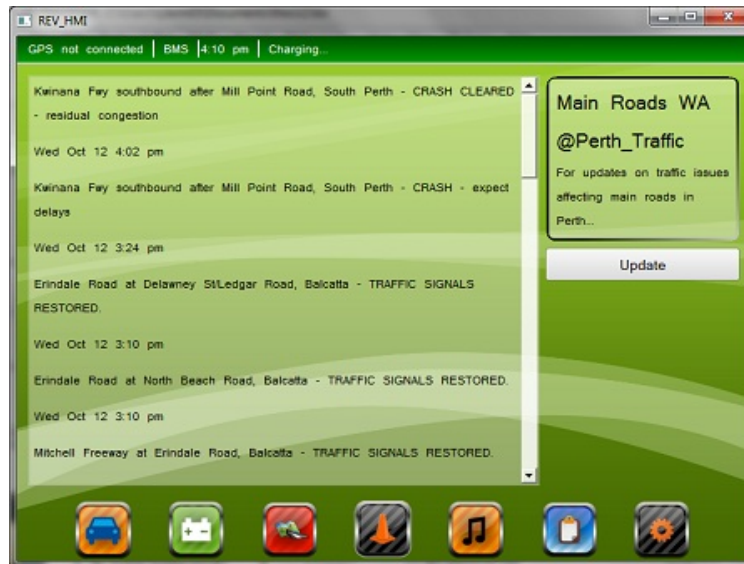 REV_HMI
GPS not connected | BMS | 4:10 pm | Charging...
Kwinana Fwy southbound after Mill Point Road, South Perth - CRASH CLEARED
- residual congestion
Wed Oct 12 4:02 pm
Kwinana Fwy southbound after Mill Point Road, South Perth - CRASH - expect
delays
Wed Oct 12 3:24 pm
Erindale Road at Delawney St/Ledgar Road, Balcatta - TRAFFIC SIGNALS
RESTORED.
Wed Oct 12 3:10 pm
Erindale Road at North Beach Road, Balcatta - TRAFFIC SIGNALS RESTORED.
Wed Oct 12 3:10 pm
Mitchell Freeway at Erindale Road, Balcatta - TRAFFIC SIGNALS RESTORED.
Main Roads WA
@Perth_Traffic
For updates on traffic issues
affecting main roads in
Perth...
Update